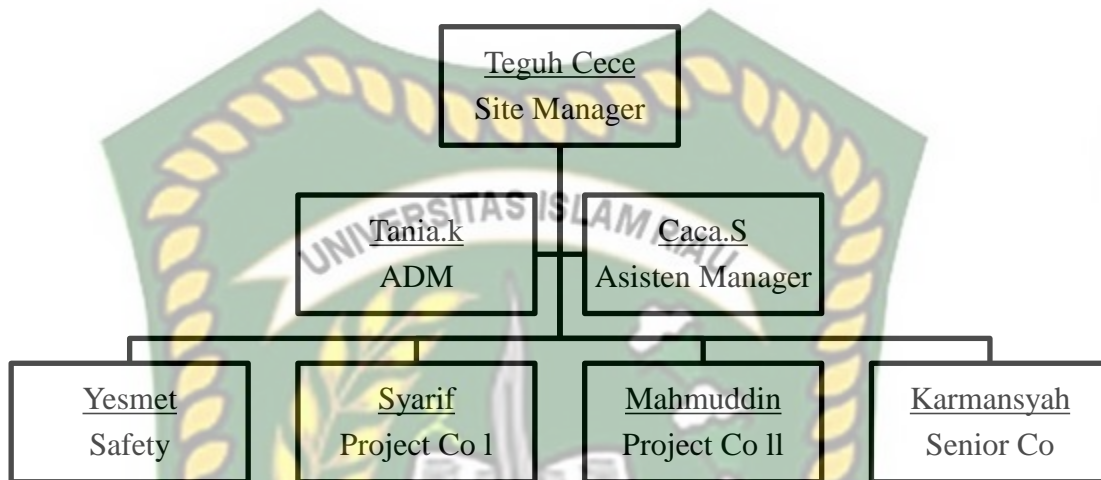 Teguh Cece
Site Manager
UNIVERSITAS ISLAM RIAU
Tania.k
ADM
Caca.S
Asisten Manager
Yesmet
Safety
Syarif
Project Co l
Mahmuddin
Project Co ll
Karmansyah
Senior Co